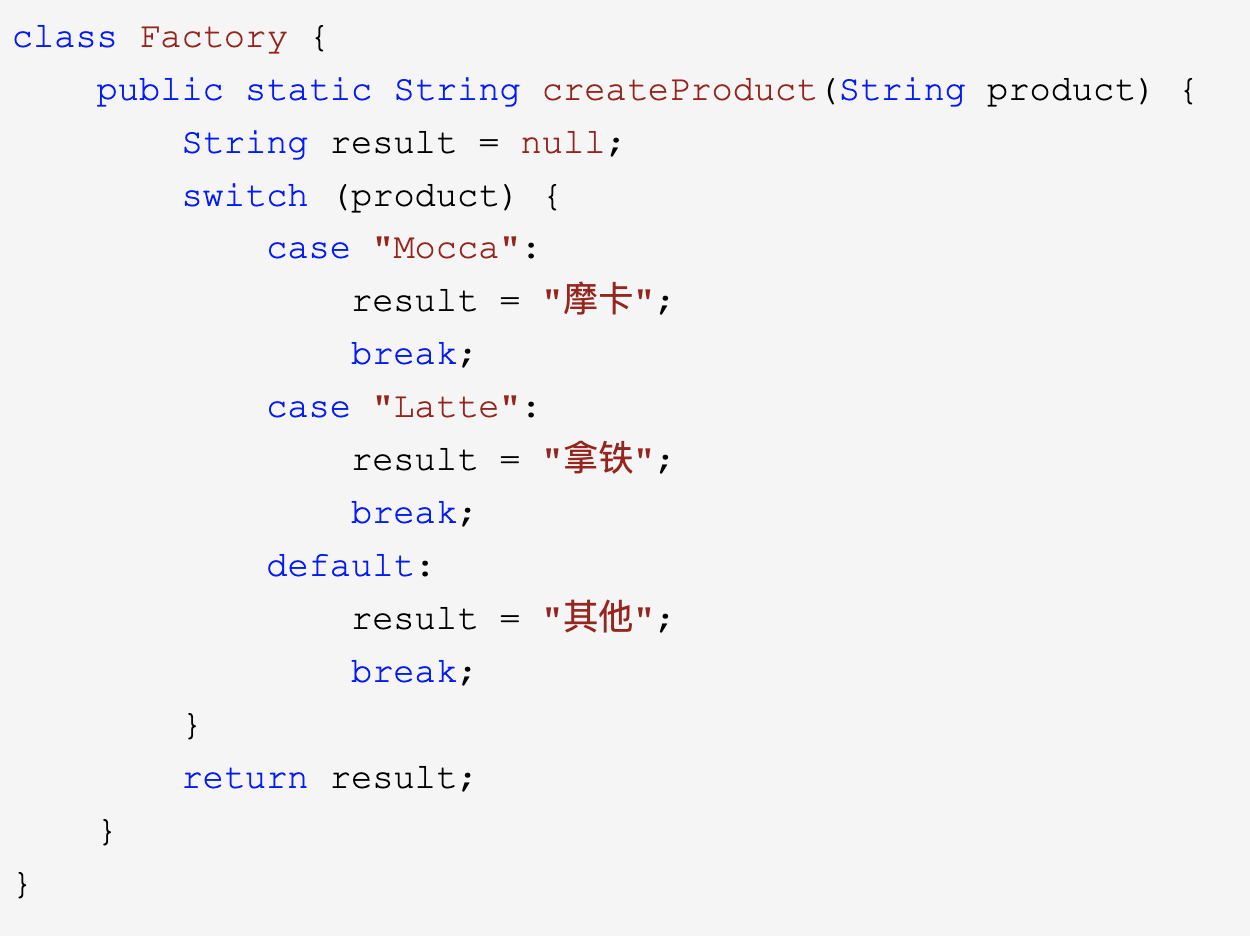 class Factory {
    public static String createProduct(String product) {
        String result = null;
        switch (product) {
            case "Mocca":
                result = "摩卡";
                break;
            case "Latte":
                result = "拿铁";
                break;
            default:
                result = "其他";
                break;
        }
        return result;
    }
}